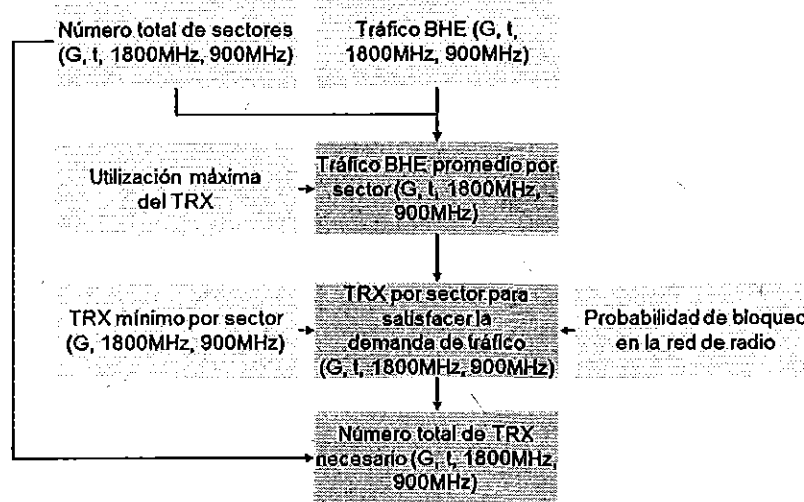 Número total de sectores
(G, t, 1800MHz, 900MHz)
Tráfico BHE (G, t,
1800MHz, 900MHz)
Utilización máxima
del TRX
Tráfico BHE promedio por
sector (G, t, 1800MHz,
900MHz)
TRX mínimo por sector
(G, 1800MHz, 900MHz)
TRX por sector para
satisfacer la
demanda de tráfico
(G, t, 1800MHz, 900MHz)
Probabilidad de bloqueo
en la red de radio
Número total de TRX
necesario (G, t, 1800MHz,
900MHz)